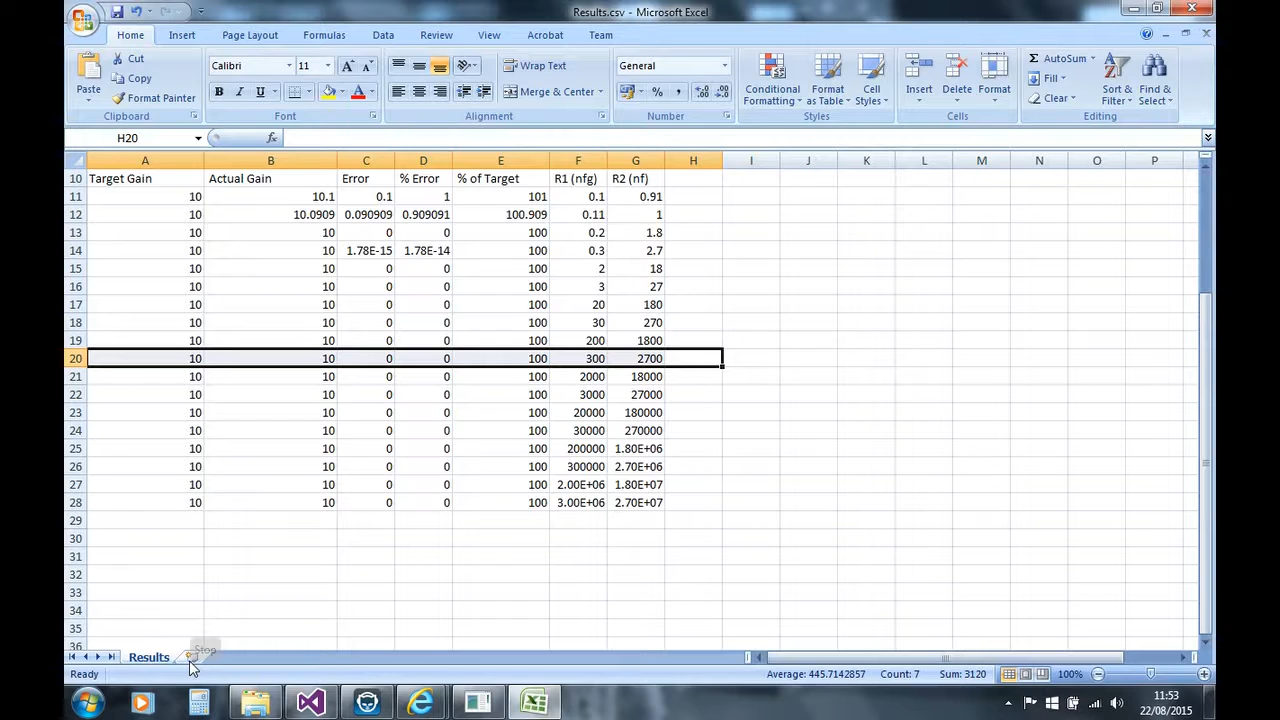 Results.csv - Microsoft Excel
Home Insert Page Layout Formulas Data Review View Acrobat Team
Paste Cut Copy Format Painter Clipboard
Calibri 11 B I U A Font
Wrap Text Merge & Center Alignment
General % , Number
Conditional Formatting Format as Table Cell Styles Styles
Insert Delete Format Cells
Σ AutoSum Fill Clear Sort & Filter Find & Select Editing
H20 fx
A B C D E F G H I J K L M N O P
10 Target Gain Actual Gain Error % Error % of Target R1 (nfg) R2 (nf)
11 10 10.1 0.1 1 101 0.1 0.91
12 10 10.0909 0.090909 0.909091 100.909 0.11 1
13 10 10 0 0 100 0.2 1.8
14 10 10 1.78E-15 1.78E-14 100 0.3 2.7
15 10 10 0 0 100 2 18
16 10 10 0 0 100 3 27
17 10 10 0 0 100 20 180
18 10 10 0 0 100 30 270
19 10 10 0 0 100 200 1800
20 10 10 0 0 100 300 2700
21 10 10 0 0 100 2000 18000
22 10 10 0 0 100 3000 27000
23 10 10 0 0 100 20000 180000
24 10 10 0 0 100 30000 270000
25 10 10 0 0 100 200000 1.80E+06
26 10 10 0 0 100 300000 2.70E+06
27 10 10 0 0 100 2.00E+06 1.80E+07
28 10 10 0 0 100 3.00E+06 2.70E+07
29
30
31
32
33
34
35
36
Results Stop
Ready Average: 445.7142857 Count: 7 Sum: 3120 100%
11:53
22/08/2015